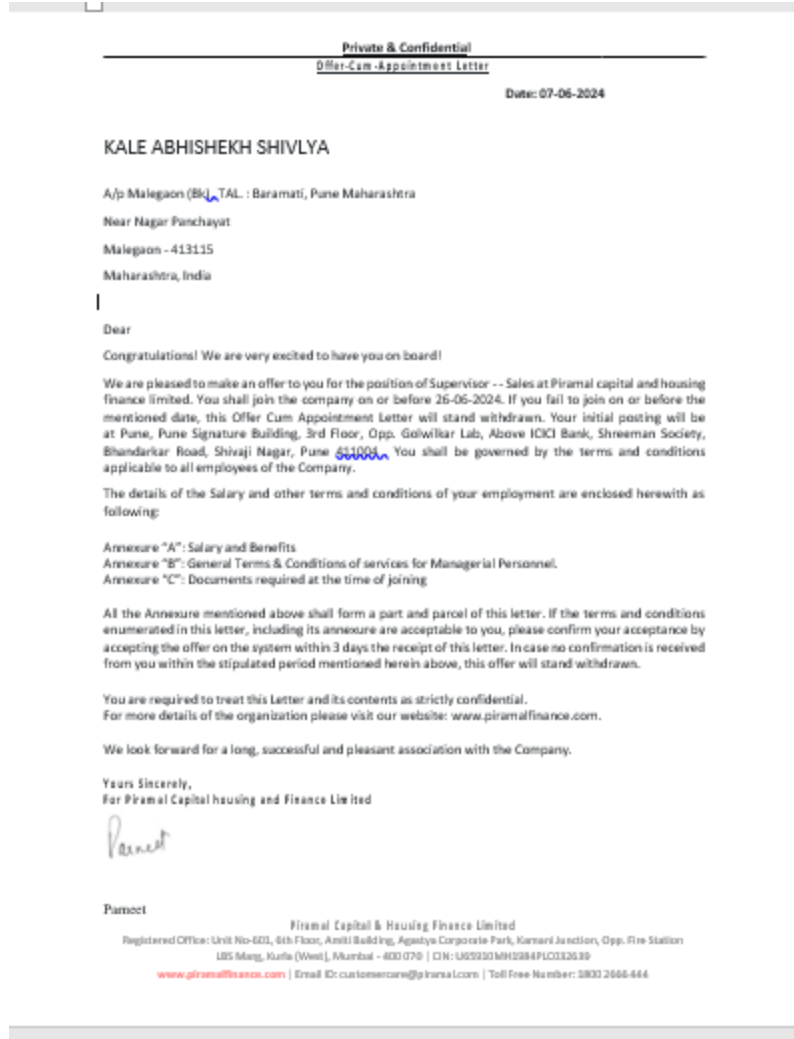 Private & Confidential
Offer-Cum-Appointment Letter
Date: 07-06-2024
KALE ABHISHEKH SHIVLYA
A/p Malegaon (Bk), TAL. : Baramati, Pune Maharashtra
Near Nagar Panchayat
Malegaon - 413115
Maharashtra, India
Dear
Congratulations! We are very excited to have you on board!
We are pleased to make an offer to you for the position of Supervisor -- Sales at Piramal capital and housing
finance limited. You shall join the company on or before 26-06-2024. If you fail to join on or before the
mentioned date, this Offer Cum Appointment Letter will stand withdrawn. Your initial posting will be
at Pune, Pune Signature Building, 3rd Floor, Opp. Golwilkar Lab, Above ICICI Bank, Shreeman Society,
Bhandarkar Road, Shivaji Nagar, Pune 411004. You shall be governed by the terms and conditions
applicable to all employees of the Company.
The details of the Salary and other terms and conditions of your employment are enclosed herewith as
following:
Annexure "A": Salary and Benefits
Annexure "B": General Terms & Conditions of services for Managerial Personnel.
Annexure "C": Documents required at the time of joining
All the Annexure mentioned above shall form a part and parcel of this letter. If the terms and conditions
enumerated in this letter, including its annexure are acceptable to you, please confirm your acceptance by
accepting the offer on the system within 3 days the receipt of this letter. In case no confirmation is received
from you within the stipulated period mentioned herein above, this offer will stand withdrawn.
You are required to treat this Letter and its contents as strictly confidential.
For more details of the organization please visit our website: www.piramalfinance.com.
We look forward for a long, successful and pleasant association with the Company.
Yours Sincerely,
For Piramal Capital housing and Finance Limited
Parneet
Parneet
Piramal Capital & Housing Finance Limited
Registered Office: Unit No-601, 6th Floor, Amiti Building, Agastya Corporate Park, Kamani Junction, Opp. Fire Station
LBS Marg, Kurla (West), Mumbai - 400 070 | CIN: U65910MH1984PLC032639
www.piramalfinance.com | Email ID: customercare@piramal.com | Toll Free Number: 1800 2666 444